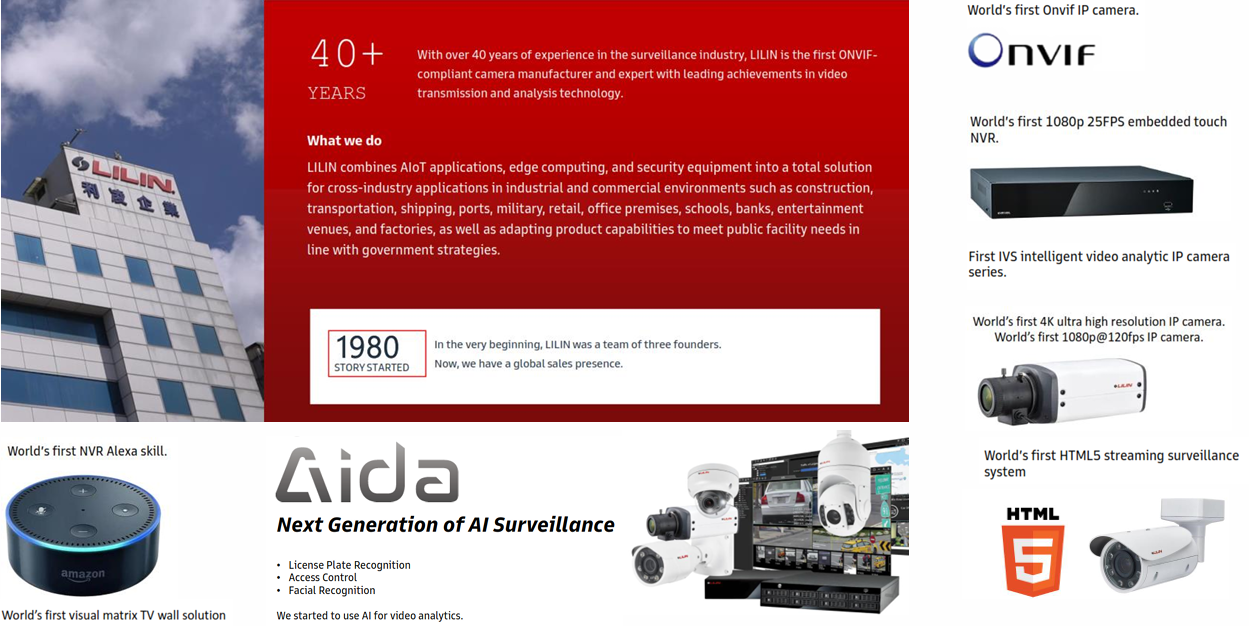 LILIN
利凌企業
40+
YEARS
With over 40 years of experience in the surveillance industry, LILIN is the first ONVIF-
compliant camera manufacturer and expert with leading achievements in video
transmission and analysis technology.
What we do
LILIN combines AIoT applications, edge computing, and security equipment into a total solution
for cross-industry applications in industrial and commercial environments such as construction,
transportation, shipping, ports, military, retail, office premises, schools, banks, entertainment
venues, and factories, as well as adapting product capabilities to meet public facility needs in
line with government strategies.
1980
STORY STARTED
In the very beginning, LILIN was a team of three founders.
Now, we have a global sales presence.
World's first NVR Alexa skill.
amazon
World's first visual matrix TV wall solution
Aida
Next Generation of AI Surveillance
• License Plate Recognition
• Access Control
• Facial Recognition
We started to use AI for video analytics.
World's first Onvif IP camera.
ONVIF
World's first 1080p 25FPS embedded touch
NVR.
First IVS intelligent video analytic IP camera
series.
World's first 4K ultra high resolution IP camera.
World's first 1080p@120fps IP camera.
LILIN
World's first HTML5 streaming surveillance
system
HTML
5